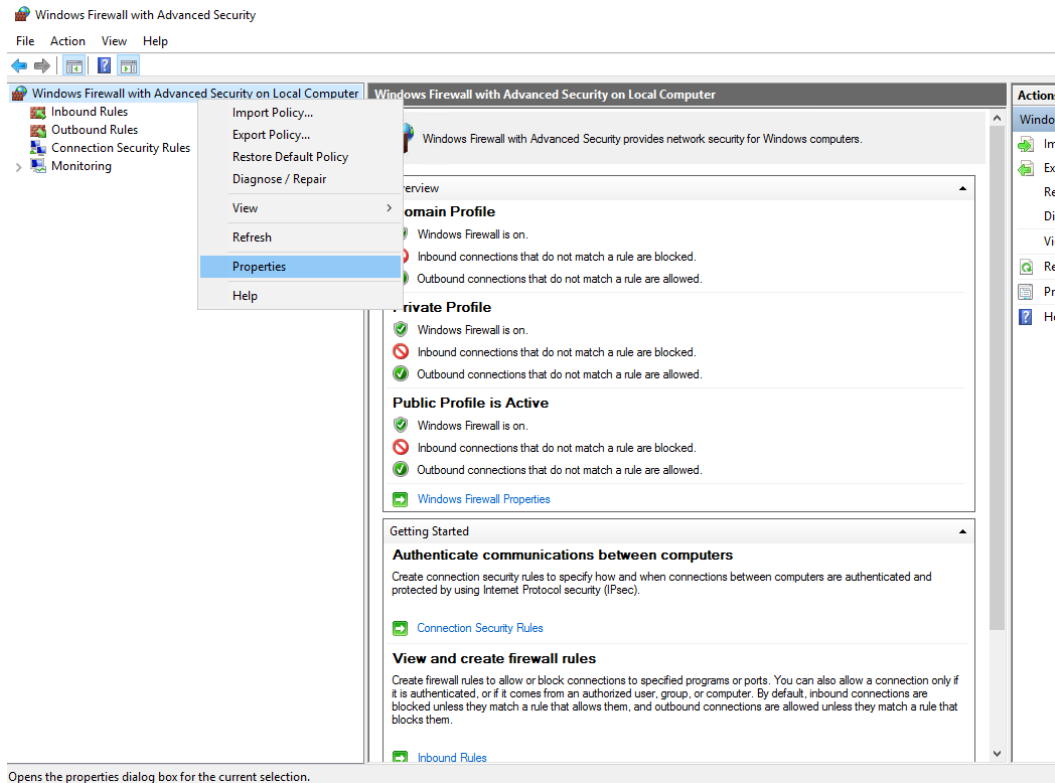 Windows Firewall with Advanced Security
File Action View Help
Windows Firewall with Advanced Security on Local Computer
Inbound Rules
Outbound Rules
Connection Security Rules
Monitoring
Import Policy...
Export Policy...
Restore Default Policy
Diagnose / Repair
View
Refresh
Properties
Help
Windows Firewall with Advanced Security on Local Computer
Windows Firewall with Advanced Security provides network security for Windows computers.
erview
omain Profile
Windows Firewall is on.
Inbound connections that do not match a rule are blocked.
Outbound connections that do not match a rule are allowed.
rivate Profile
Windows Firewall is on.
Inbound connections that do not match a rule are blocked.
Outbound connections that do not match a rule are allowed.
Public Profile is Active
Windows Firewall is on.
Inbound connections that do not match a rule are blocked.
Outbound connections that do not match a rule are allowed.
Windows Firewall Properties
Getting Started
Authenticate communications between computers
Create connection security rules to specify how and when connections between computers are authenticated and
protected by using Internet Protocol security (IPsec).
Connection Security Rules
View and create firewall rules
Create firewall rules to allow or block connections to specified programs or ports. You can also allow a connection only if
it is authenticated, or if it comes from an authorized user, group, or computer. By default, inbound connections are
blocked unless they match a rule that allows them, and outbound connections are allowed unless they match a rule that
blocks them.
Inbound Rules
Action
Windo
Im
Ex
Re
Di
Vi
Re
Pr
He
Opens the properties dialog box for the current selection.